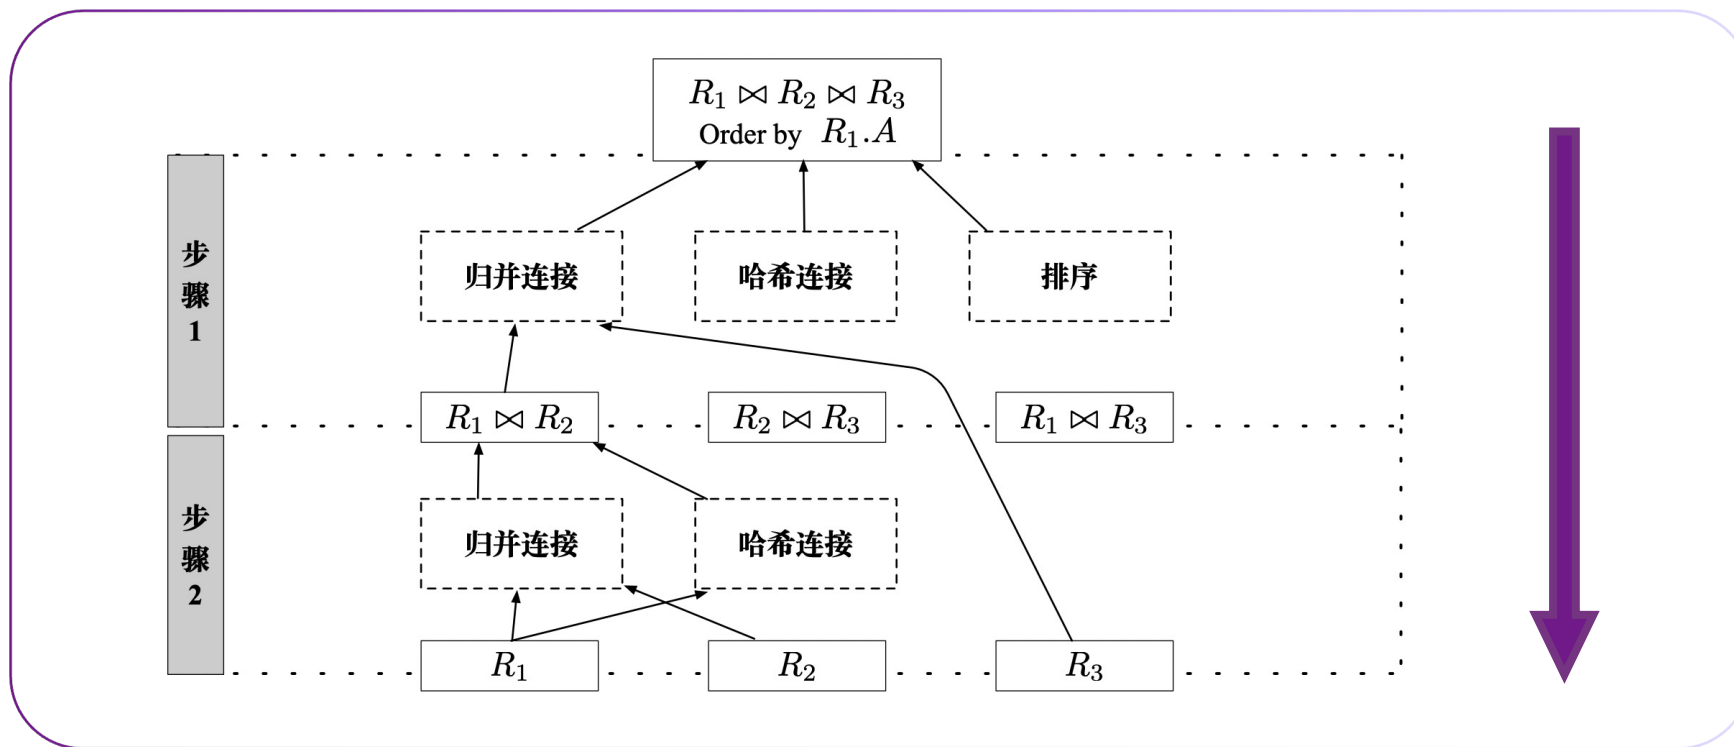 R₁ ⋈ R₂ ⋈ R₃
Order by R₁.A
步骤1
归并连接
哈希连接
排序
R₁ ⋈ R₂
R₂ ⋈ R₃
R₁ ⋈ R₃
步骤2
归并连接
哈希连接
R₁
R₂
R₃